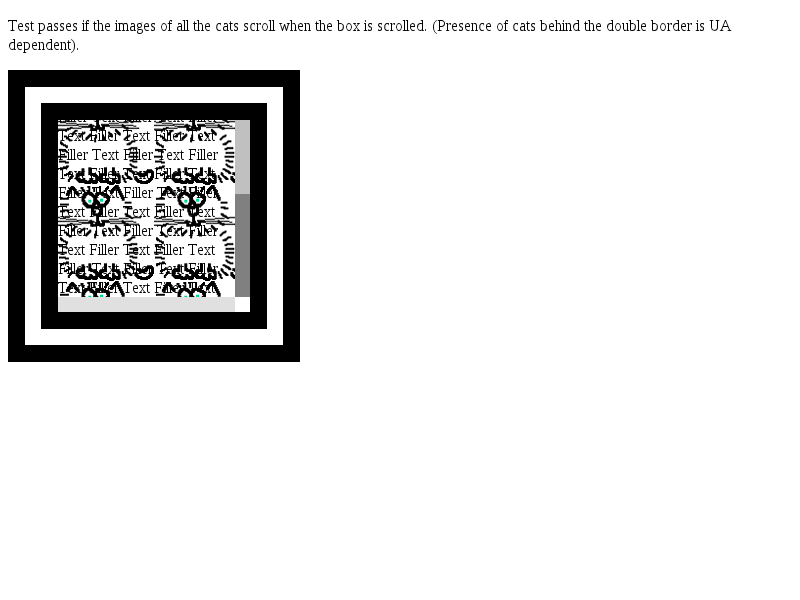 Test passes if the images of all the cats scroll when the box is scrolled. (Presence of cats behind the double border is UA
dependent).
Filler Text Filler Text Filler
Text Filler Text Filler Text
Filler Text Filler Text Filler
Text Filler Text Filler Text
Filler Text Filler Text Filler
Text Filler Text Filler Text
Filler Text Filler Text Filler
Text Filler Text Filler Text
Filler Text Filler Text Filler
Text Filler Text Filler Text